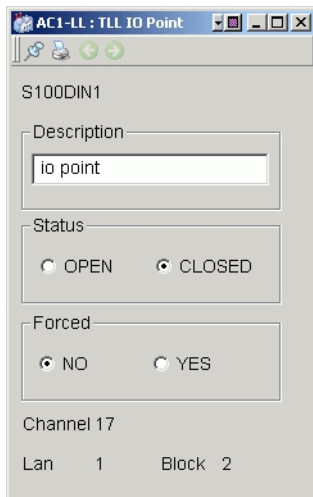 AC1-LL : TLL IO Point
S100DIN1
Description
io point
Status
OPEN CLOSED
Forced
NO YES
Channel 17
Lan 1 Block 2